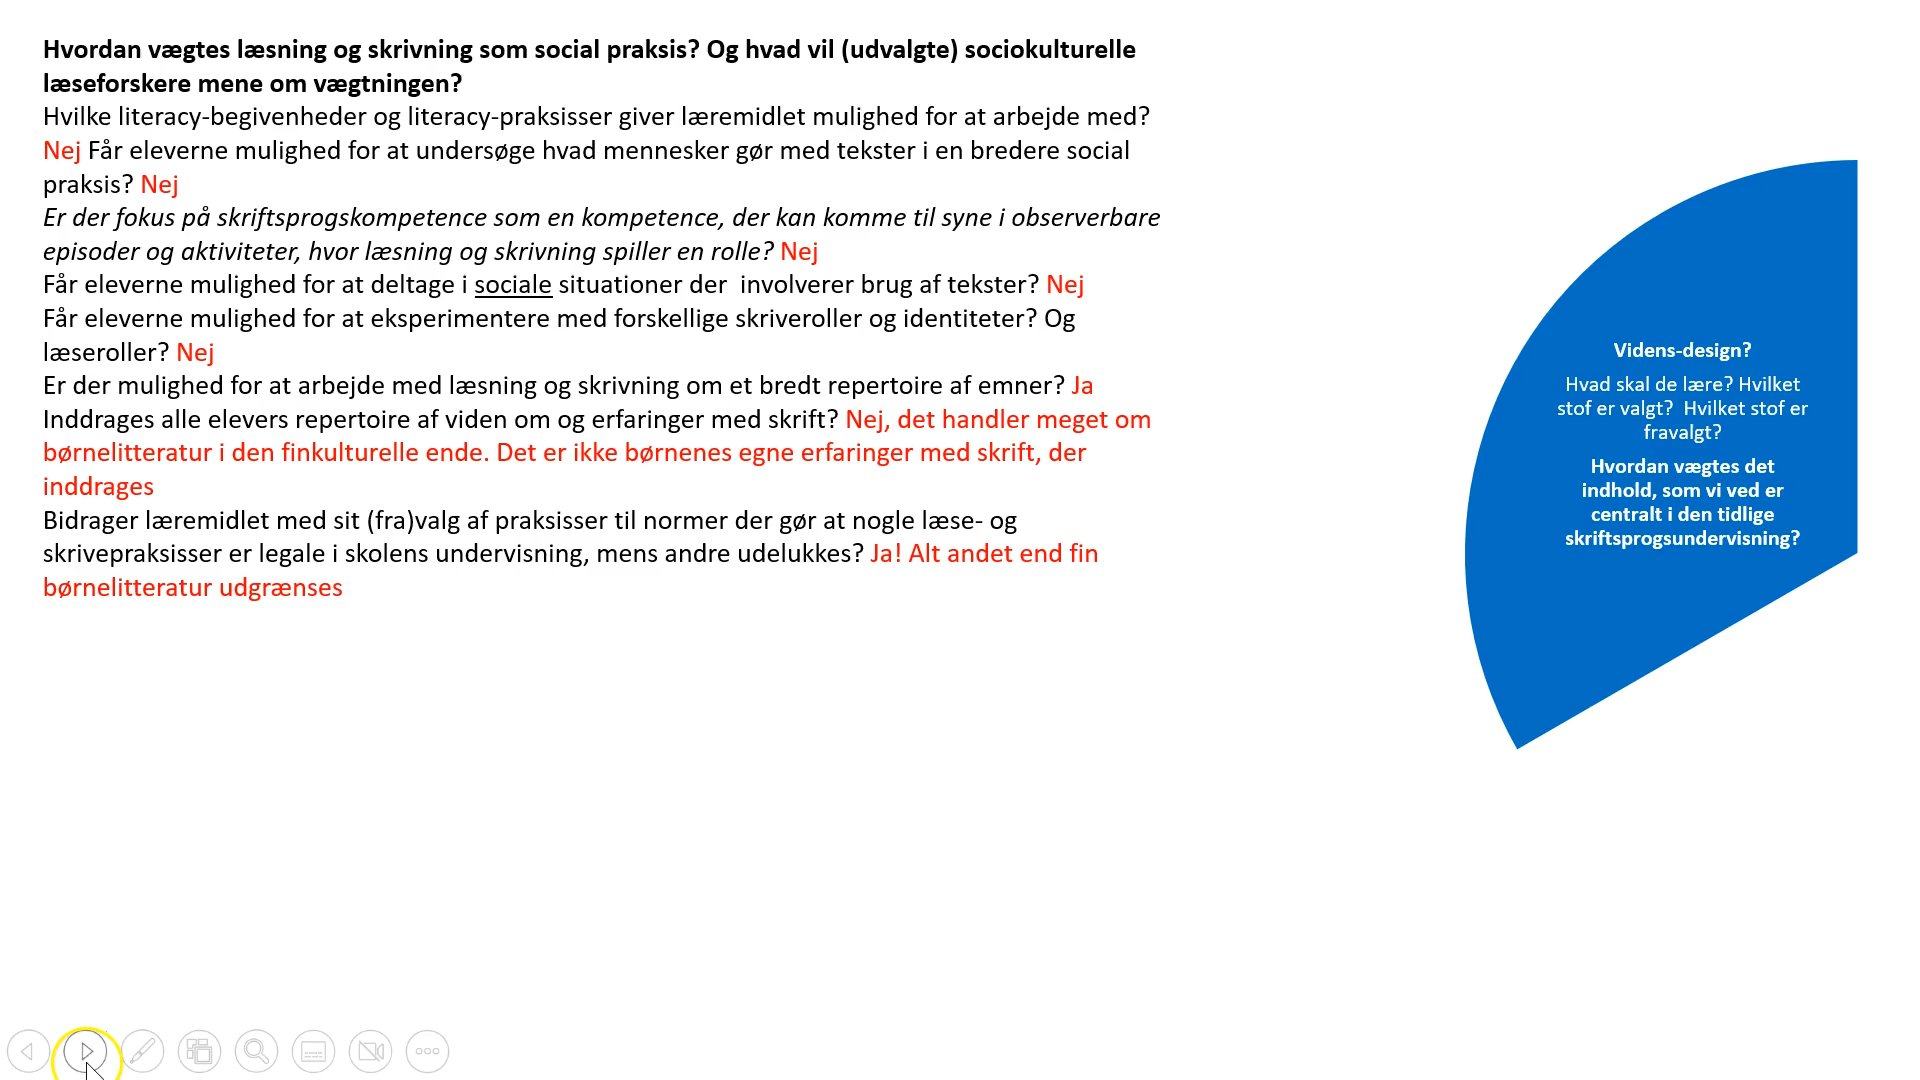 Hvordan vægtes læsning og skrivning som social praksis? Og hvad vil (udvalgte) sociokulturelle
læseforskere mene om vægtningen?
Hvilke literacy-begivenheder og literacy-praksisser giver læremidlet mulighed for at arbejde med?
Nej Får eleverne mulighed for at undersøge hvad mennesker gør med tekster i en bredere social
praksis? Nej
Er der fokus på skriftsprogskompetence som en kompetence, der kan komme til syne i observerbare
episoder og aktiviteter, hvor læsning og skrivning spiller en rolle? Nej
Får eleverne mulighed for at deltage i sociale situationer der  involverer brug af tekster? Nej
Får eleverne mulighed for at eksperimentere med forskellige skriveroller og identiteter? Og
læseroller? Nej
Er der mulighed for at arbejde med læsning og skrivning om et bredt repertoire af emner? Ja
Inddrages alle elevers repertoire af viden om og erfaringer med skrift? Nej, det handler meget om
børnelitteratur i den finkulturelle ende. Det er ikke børnenes egne erfaringer med skrift, der
inddrages
Bidrager læremidlet med sit (fra)valg af praksisser til normer der gør at nogle læse- og
skrivepraksisser er legale i skolens undervisning, mens andre udelukkes? Ja! Alt andet end fin
børnelitteratur udgrænses
Videns-design?
Hvad skal de lære? Hvilket
stof er valgt?  Hvilket stof er
fravalgt?
Hvordan vægtes det
indhold, som vi ved er
centralt i den tidlige
skriftsprogsundervisning?